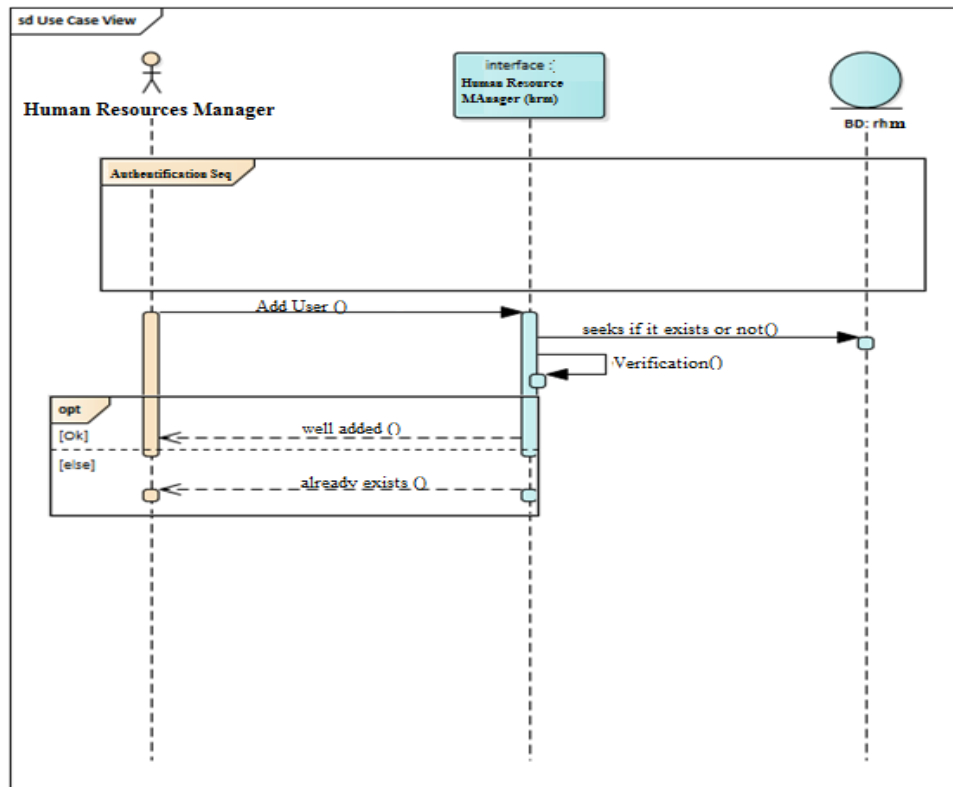 sd Use Case View
Human Resources Manager
interface :
Human Resource
MAnager (hrm)
BD: rhm
Authentification Seq
Add User ()
seeks if it exists or not()
Verification()
opt
[Ok]
well added ()
[else]
already exists ()